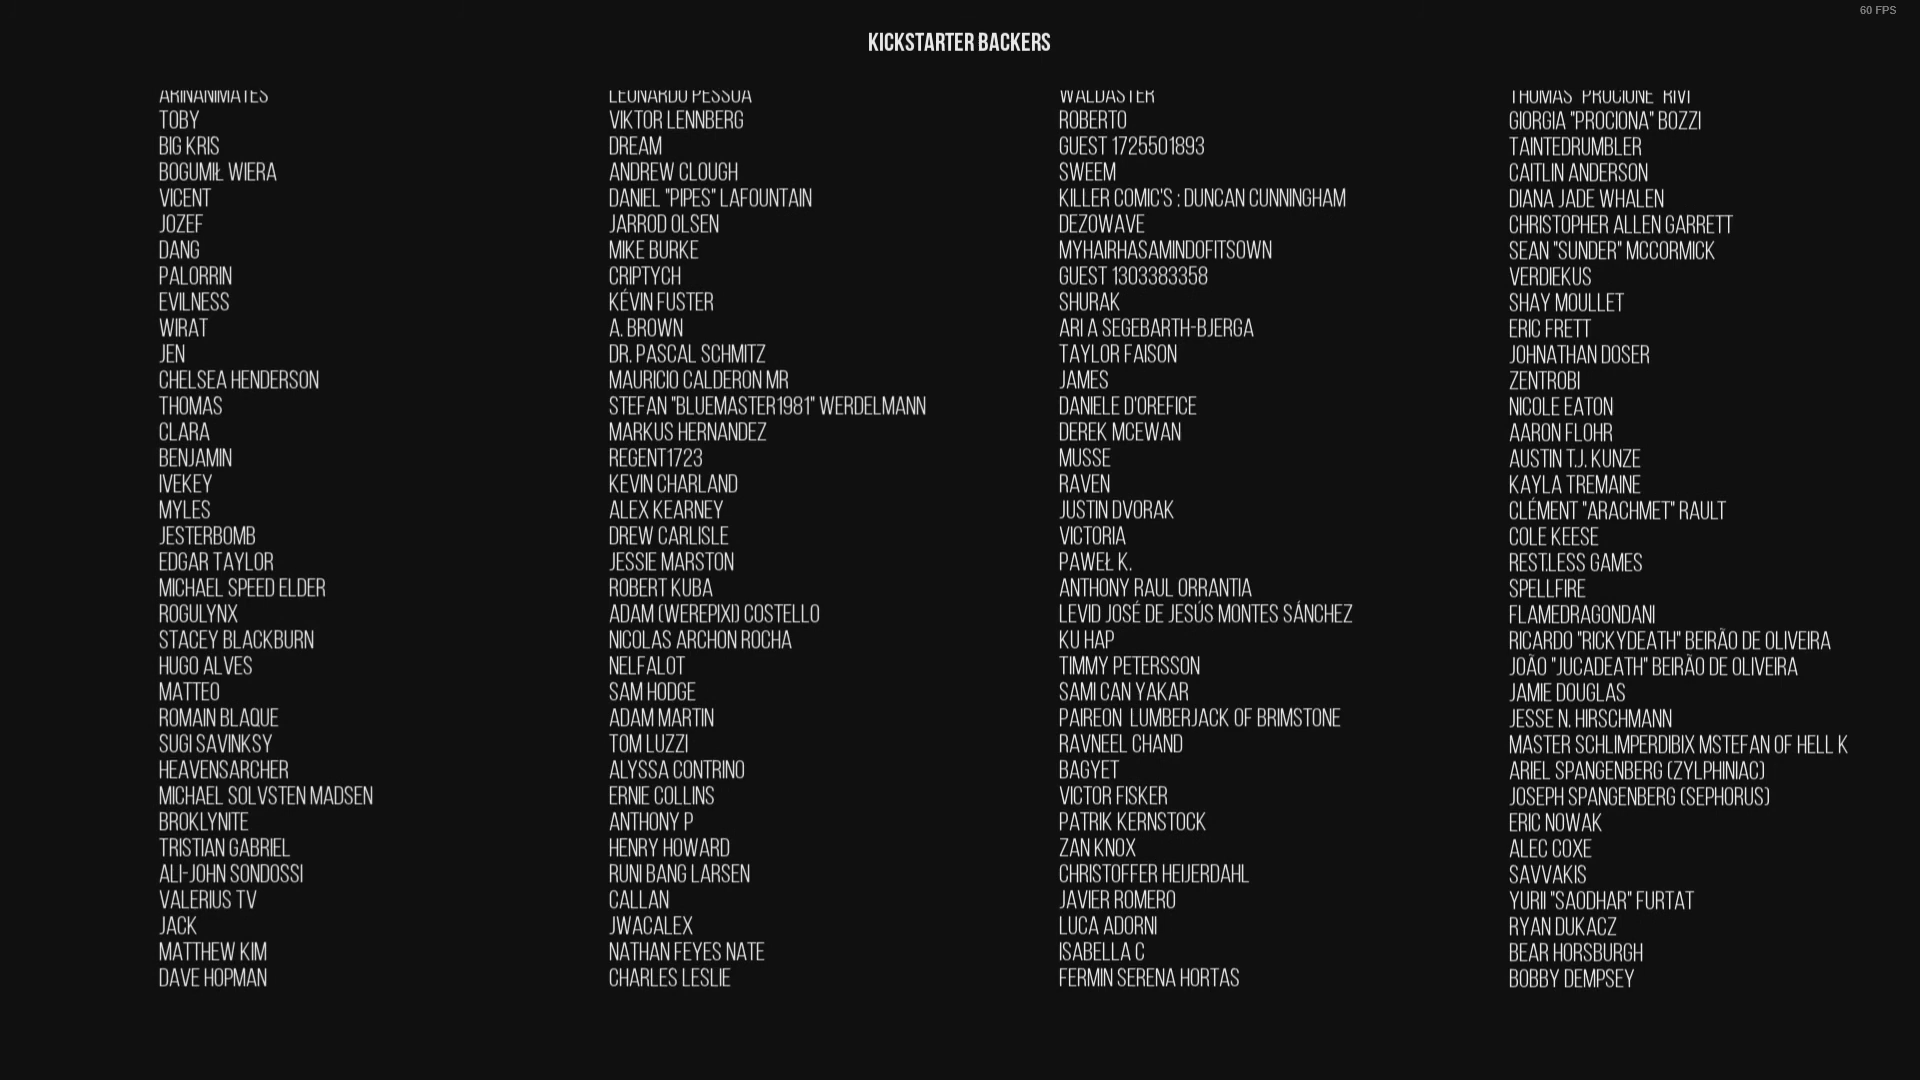 60 FPS
KICKSTARTER BACKERS
ARINANIMATES
TOBY
BIG KRIS
BOGUMIŁ WIERA
VICENT
JOZEF
DANG
PALORRIN
EVILNESS
WIRAT
JEN
CHELSEA HENDERSON
THOMAS
CLARA
BENJAMIN
IVEKEY
MYLES
JESTERBOMB
EDGAR TAYLOR
MICHAEL SPEED ELDER
ROGULYNX
STACEY BLACKBURN
HUGO ALVES
MATTEO
ROMAIN BLAQUE
SUGI SAVINKSY
HEAVENSARCHER
MICHAEL SOLVSTEN MADSEN
BROKLYNITE
TRISTIAN GABRIEL
ALI-JOHN SONDOSSI
VALERIUS TV
JACK
MATTHEW KIM
DAVE HOPMAN
LEONARDO PESSOA
VIKTOR LENNBERG
DREAM
ANDREW CLOUGH
DANIEL "PIPES" LAFOUNTAIN
JARROD OLSEN
MIKE BURKE
CRIPTYCH
KÉVIN FUSTER
A. BROWN
DR. PASCAL SCHMITZ
MAURICIO CALDERON MR
STEFAN "BLUEMASTER1981" WERDELMANN
MARKUS HERNANDEZ
REGENT1723
KEVIN CHARLAND
ALEX KEARNEY
DREW CARLISLE
JESSIE MARSTON
ROBERT KUBA
ADAM (WEREPIXI) COSTELLO
NICOLAS ARCHON ROCHA
NELFALOT
SAM HODGE
ADAM MARTIN
TOM LUZZI
ALYSSA CONTRINO
ERNIE COLLINS
ANTHONY P
HENRY HOWARD
RUNI BANG LARSEN
CALLAN
JWACALEX
NATHAN FEYES NATE
CHARLES LESLIE
WALDASTER
ROBERTO
GUEST 1725501893
SWEEM
KILLER COMIC'S : DUNCAN CUNNINGHAM
DEZOWAVE
MYHAIRHASAMINDOFITSOWN
GUEST 1303383358
SHURAK
ARI A SEGEBARTH-BJERGA
TAYLOR FAISON
JAMES
DANIELE D'OREFICE
DEREK MCEWAN
MUSSE
RAVEN
JUSTIN DVORAK
VICTORIA
PAWEŁ K.
ANTHONY RAUL ORRANTIA
LEVID JOSÉ DE JESÚS MONTES SÁNCHEZ
KU HAP
TIMMY PETERSSON
SAMI CAN YAKAR
PAIREON  LUMBERJACK OF BRIMSTONE
RAVNEEL CHAND
BAGYET
VICTOR FISKER
PATRIK KERNSTOCK
ZAN KNOX
CHRISTOFFER HEIJERDAHL
JAVIER ROMERO
LUCA ADORNI
ISABELLA C
FERMIN SERENA HORTAS
THOMAS "PROCIONE" RIVI
GIORGIA "PROCIONA" BOZZI
TAINTEDRUMBLER
CAITLIN ANDERSON
DIANA JADE WHALEN
CHRISTOPHER ALLEN GARRETT
SEAN "SUNDER" MCCORMICK
VERDIEKUS
SHAY MOULLET
ERIC FRETT
JOHNATHAN DOSER
ZENTROBI
NICOLE EATON
AARON FLOHR
AUSTIN T.J. KUNZE
KAYLA TREMAINE
CLÉMENT "ARACHMET" RAULT
COLE KEESE
REST.LESS GAMES
SPELLFIRE
FLAMEDRAGONDANI
RICARDO "RICKYDEATH" BEIRÃO DE OLIVEIRA
JOÃO "JUCADEATH" BEIRÃO DE OLIVEIRA
JAMIE DOUGLAS
JESSE N. HIRSCHMANN
MASTER SCHLIMPERDIBIX MSTEFAN OF HELL K
ARIEL SPANGENBERG (ZYLPHINIAC)
JOSEPH SPANGENBERG (SEPHORUS)
ERIC NOWAK
ALEC COXE
SAVVAKIS
YURII "SAODHAR" FURTAT
RYAN DUKACZ
BEAR HORSBURGH
BOBBY DEMPSEY